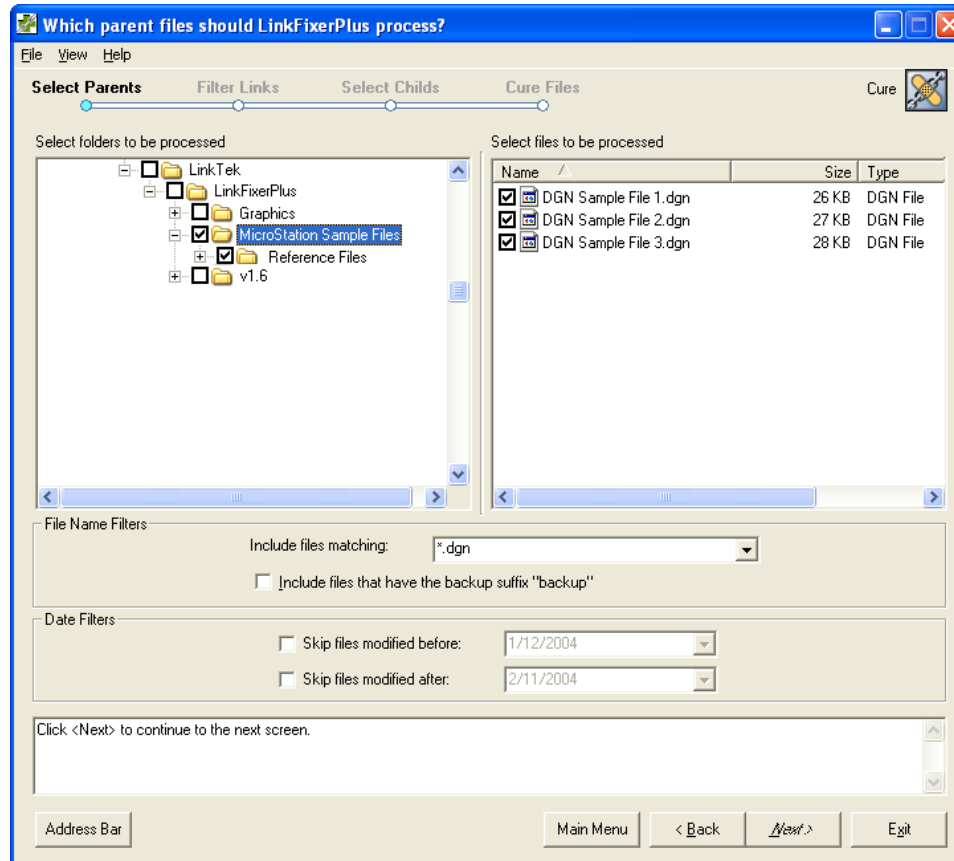 Which parent files should LinkFixerPlus process?
File View Help
Select Parents Filter Links Select Childs Cure Files Cure
Select folders to be processed
LinkTek
LinkFixerPlus
Graphics
MicroStation Sample Files
Reference Files
v1.6
Select files to be processed
Name Size Type
DGN Sample File 1.dgn 26 KB DGN File
DGN Sample File 2.dgn 27 KB DGN File
DGN Sample File 3.dgn 28 KB DGN File
File Name Filters
Include files matching: *.dgn
Include files that have the backup suffix "backup"
Date Filters
Skip files modified before: 1/12/2004
Skip files modified after: 2/11/2004
Click <Next> to continue to the next screen.
Address Bar Main Menu < Back Next > Exit